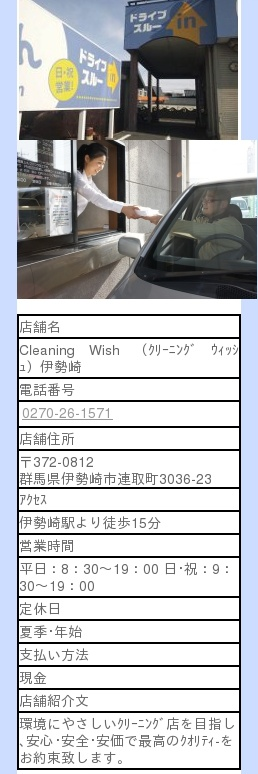 ドライブ
スルー
in
ドライブ
スルー
in
日・祝
営業!
店舗名
Cleaning Wish （ｸﾘｰﾆﾝｸﾞ ｳｨｯｼ
ｭ）伊勢崎
電話番号
0270-26-1571
店舗住所
〒372-0812
群馬県伊勢崎市連取町3036-23
ｱｸｾｽ
伊勢崎駅より徒歩15分
営業時間
平日：8：30～19：00 日･祝：9：
30～19：00
定休日
夏季･年始
支払い方法
現金
店舗紹介文
環境にやさしいｸﾘｰﾆﾝｸﾞ店を目指し
､安心･安全･安価で最高のｸｵﾘﾃｨｰを
お約束致します。